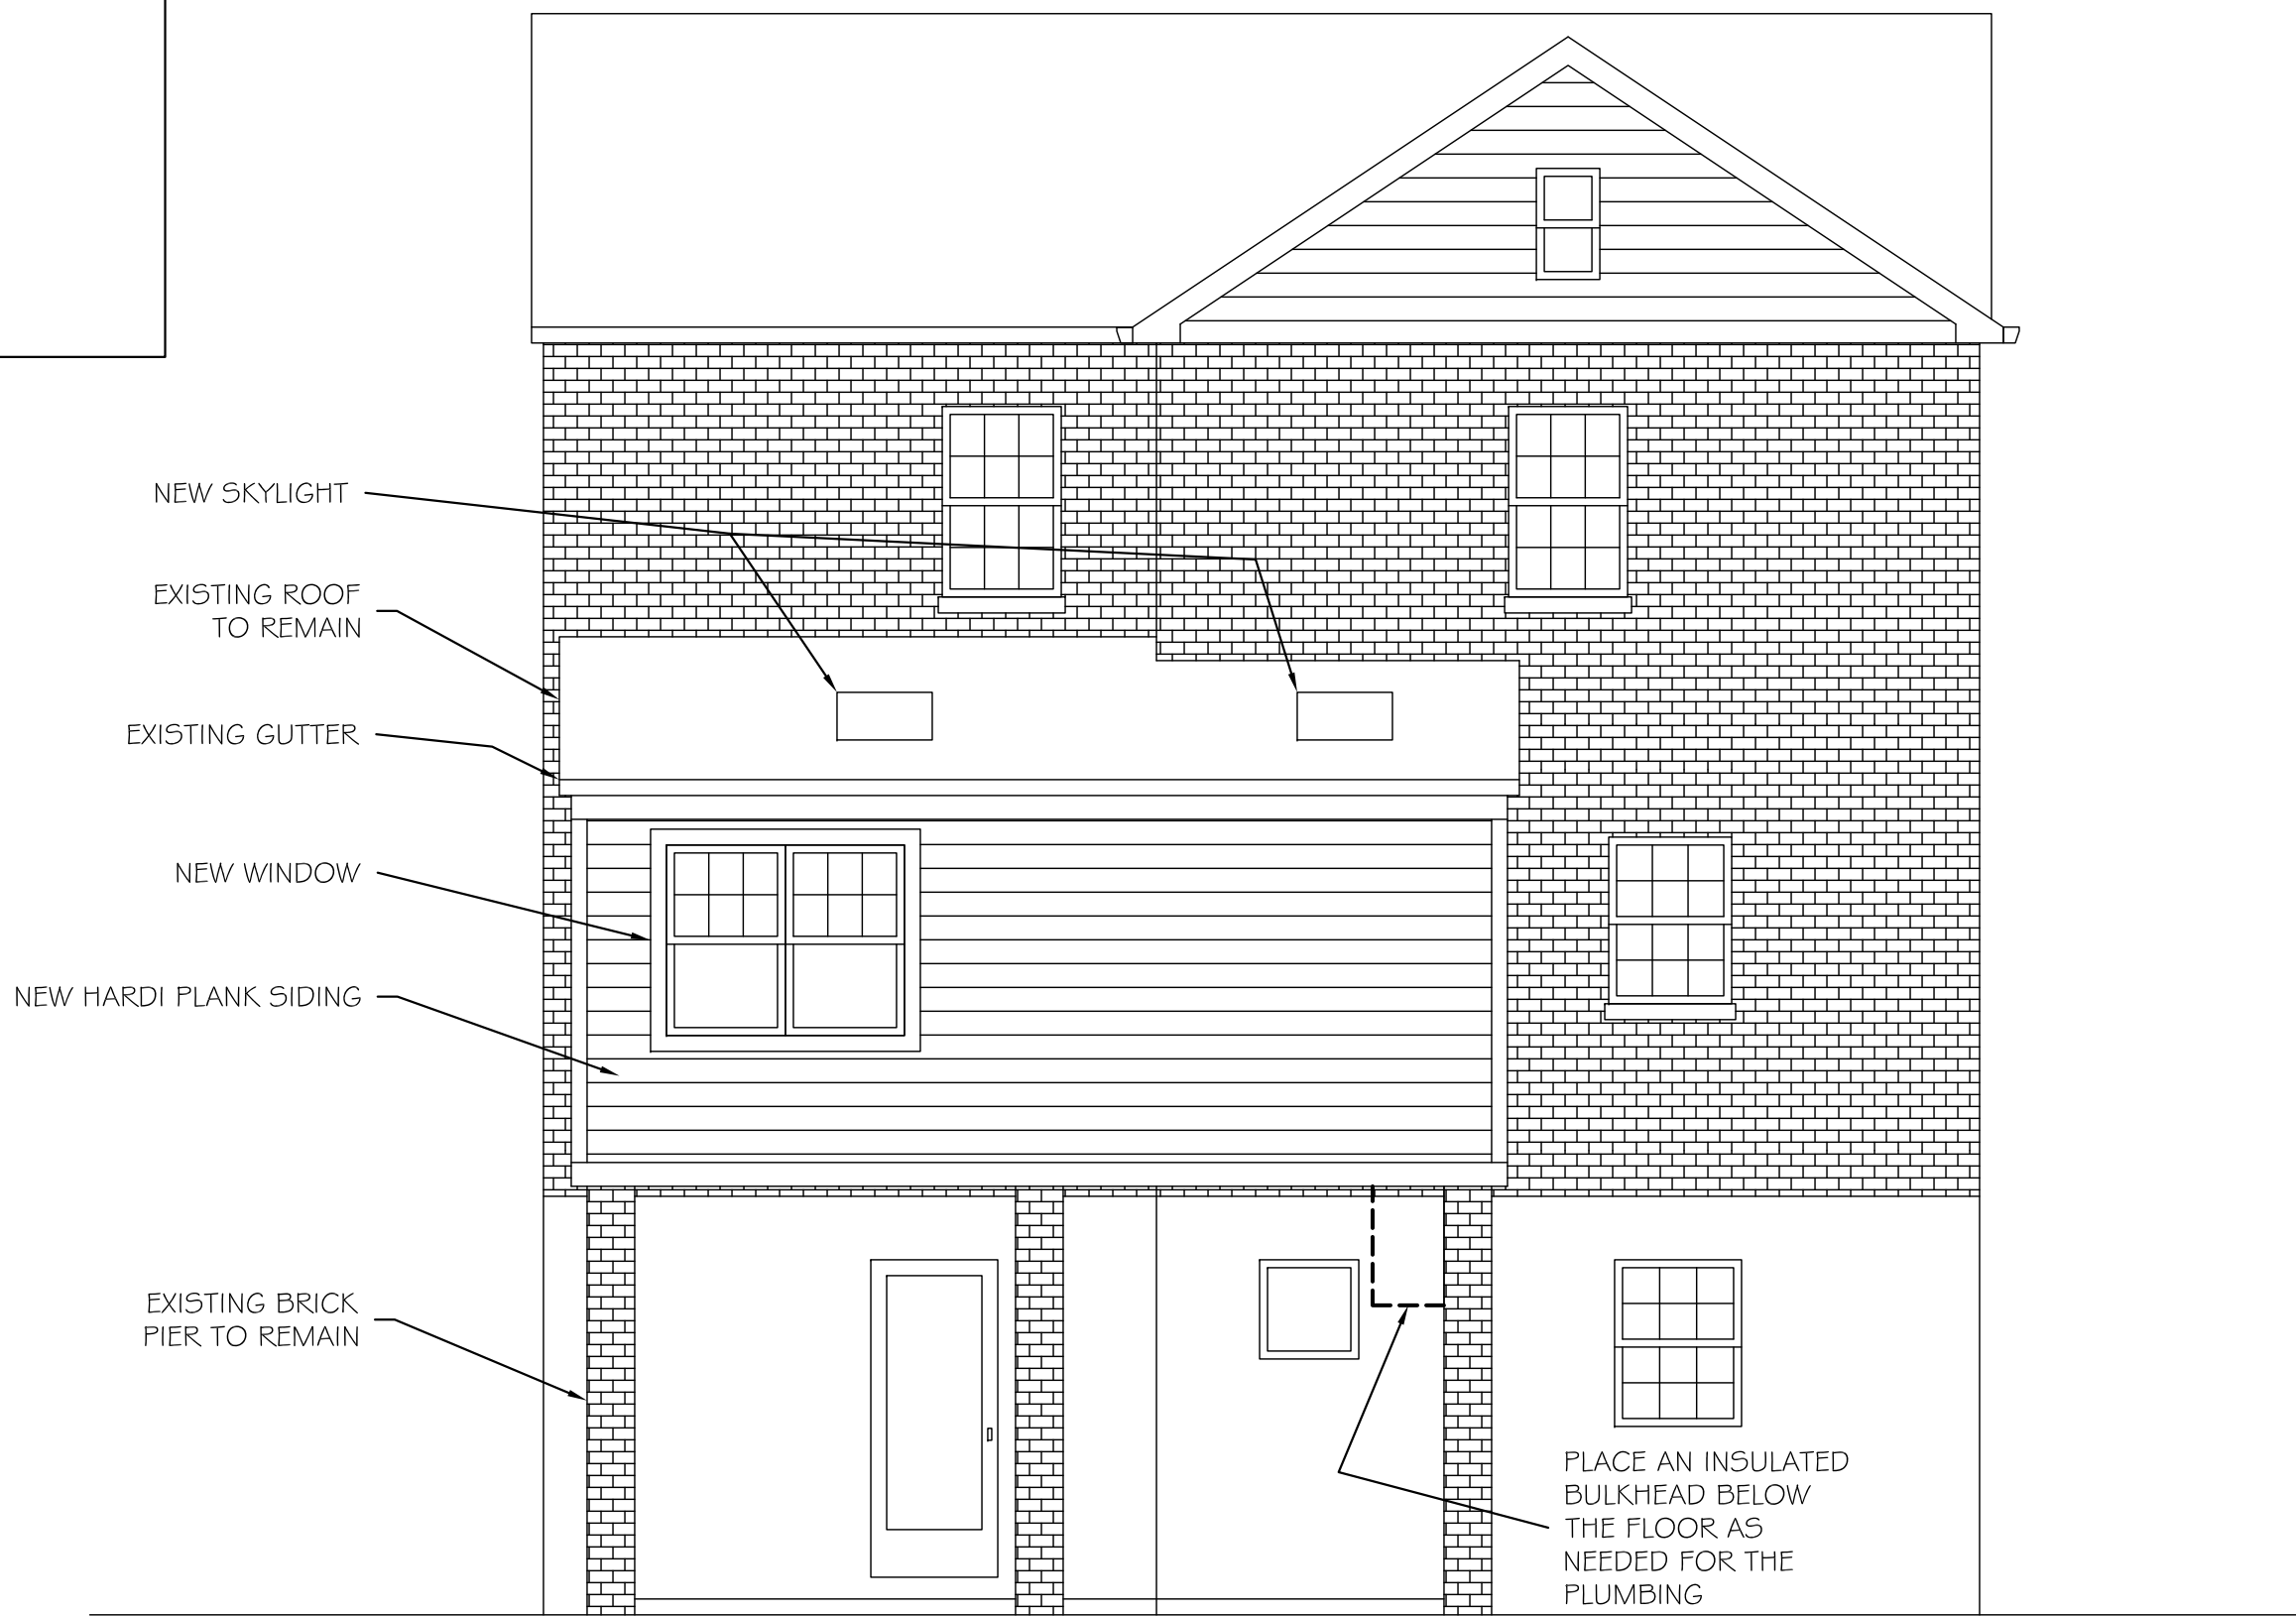 NEW SKYLIGHT
EXISTING ROOF
TO REMAIN
EXISTING GUTTER
NEW WINDOW
NEW HARDI PLANK SIDING
EXISTING BRICK
PIER TO REMAIN
PLACE AN INSULATED
BULKHEAD BELOW
THE FLOOR AS
NEEDED FOR THE
PLUMBING